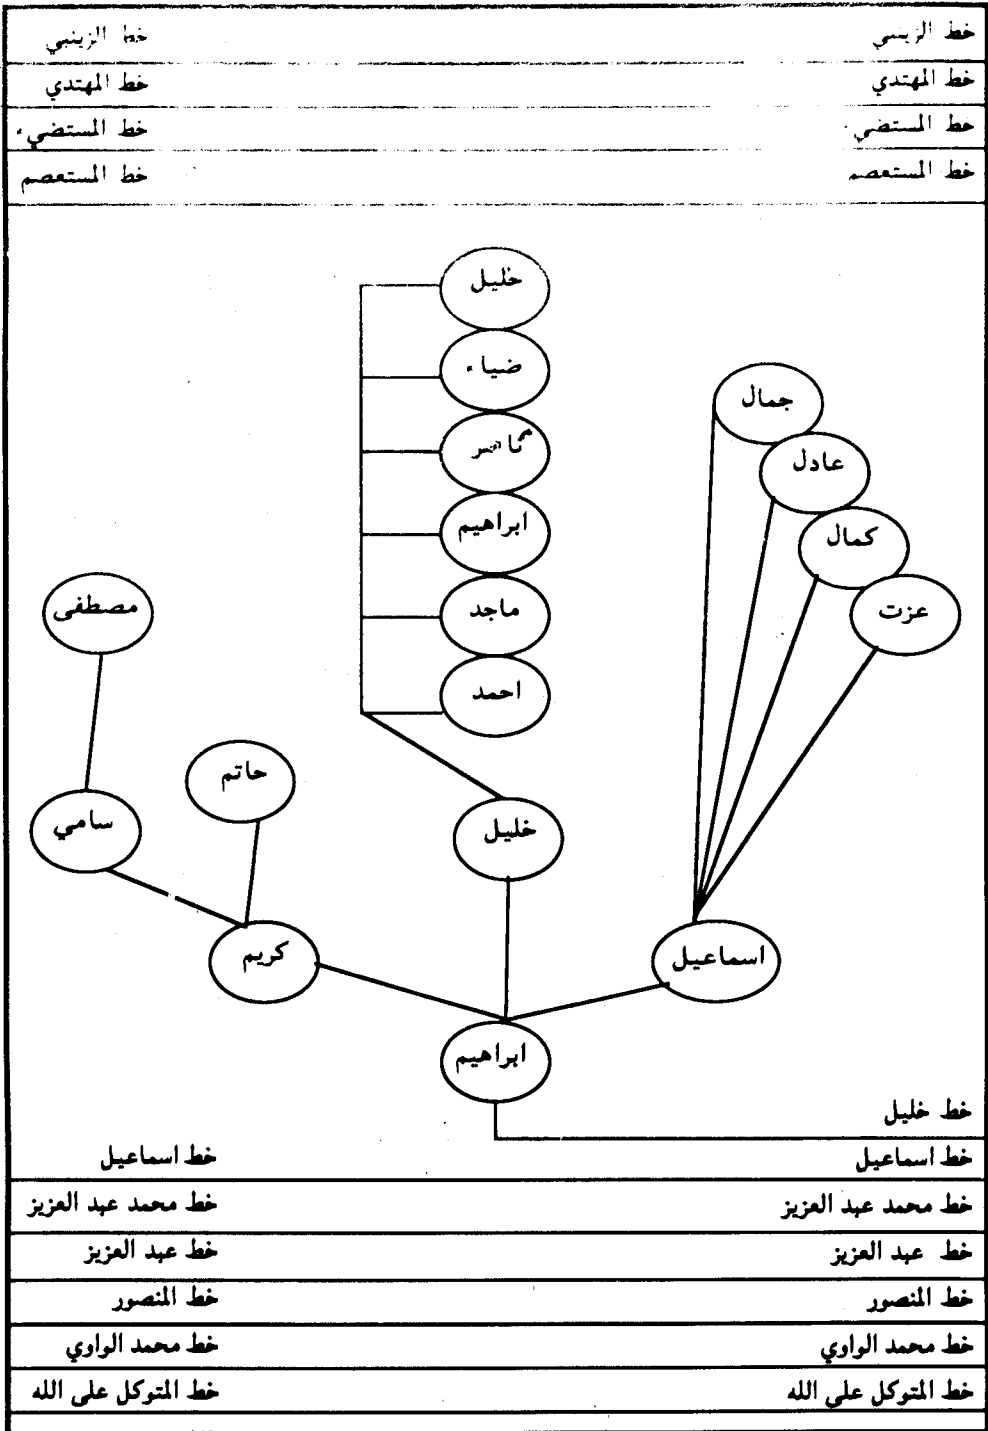 خط الزينبي خط الزينبي
خط المهتدي خط المهتدي
خط المستضيء خط المستضيء
خط المستعصم خط المستعصم
خليل
ضياء
جمال
ناصر
عادل
ابراهيم
كمال
ماجد
عزت
مصطفى
احمد
حاتم
خليل
سامي
اسماعيل
كريم
ابراهيم
خط خليل
خط اسماعيل خط اسماعيل
خط محمد عبد العزيز خط محمد عبد العزيز
خط عبد العزيز خط عبد العزيز
خط المنصور خط المنصور
خط محمد الواوي خط محمد الواوي
خط المتوكل على الله خط المتوكل على الله